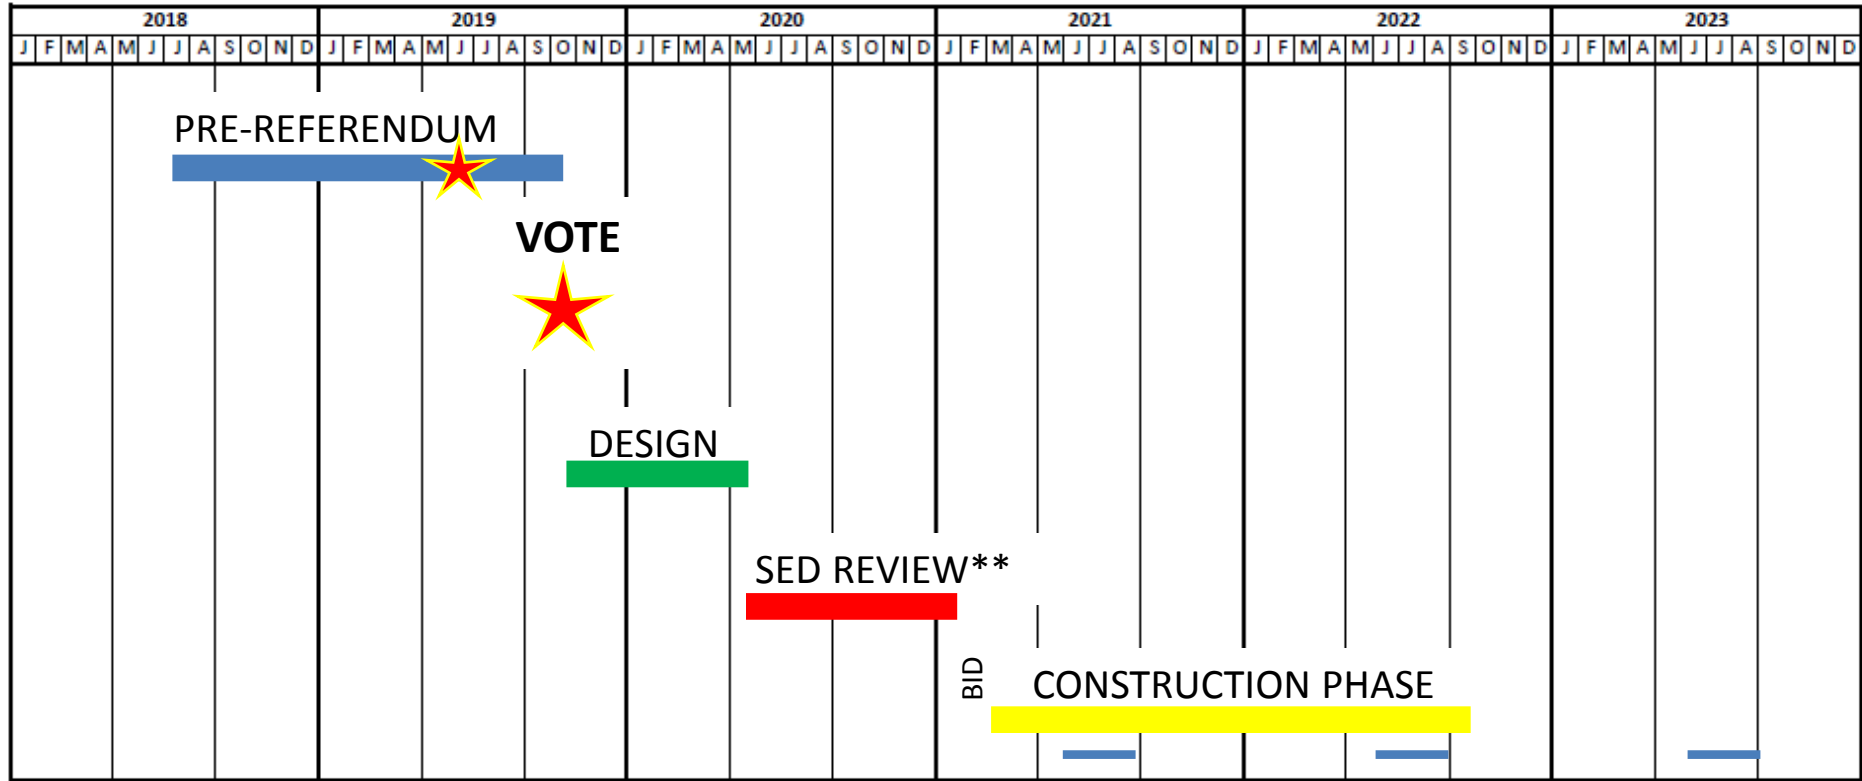 2018 2019 2020 2021 2022 2023
J F M A M J J A S O N D J F M A M J J A S O N D J F M A M J J A S O N D J F M A M J J A S O N D J F M A M J J A S O N D J F M A M J J A S O N D
PRE-REFERENDUM
VOTE
DESIGN
SED REVIEW**
BID
CONSTRUCTION PHASE